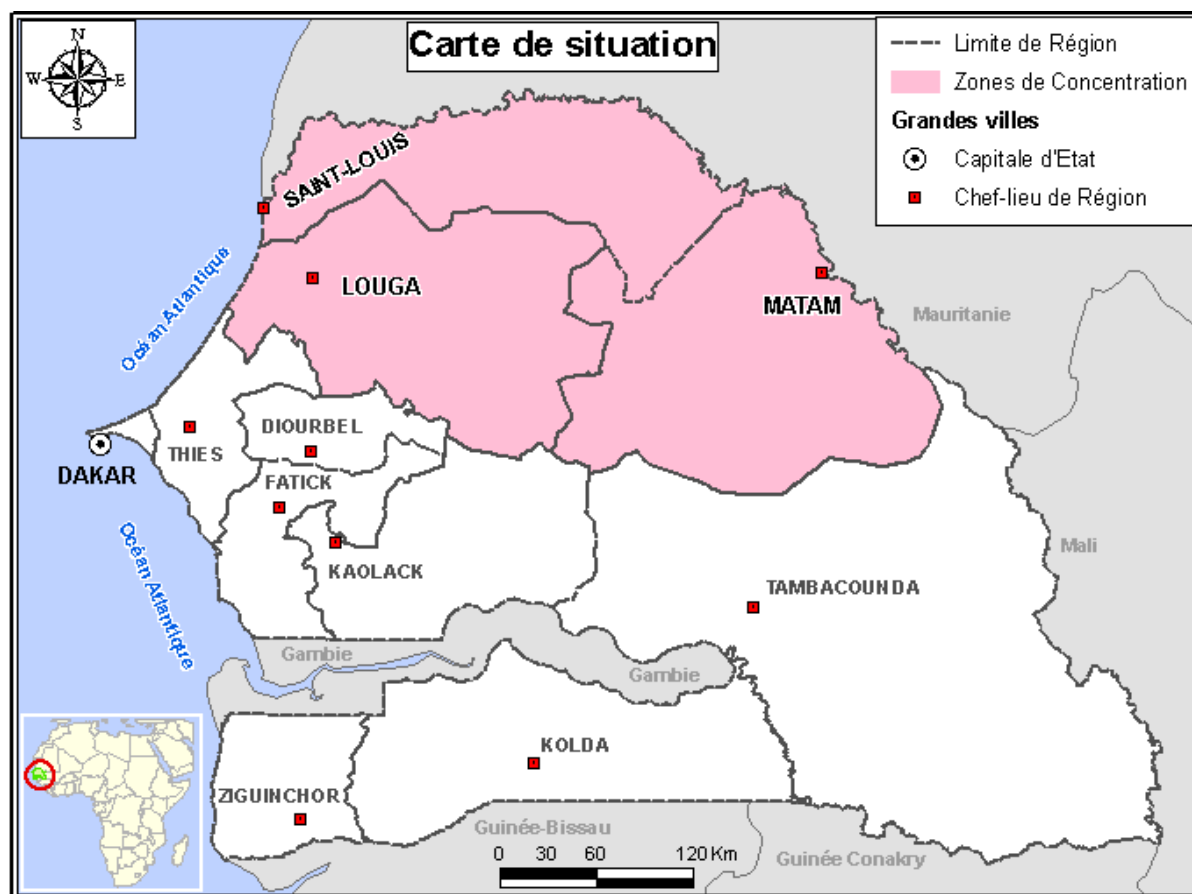 Carte de situation
N
W
E
S
Limite de Région
Zones de Concentration
Grandes villes
Capitale d'Etat
Chef-lieu de Région
SAINT-LOUIS
LOUGA
MATAM
Mauritanie
Océan Atlantique
DIOURBEL
THIES
DAKAR
FATICK
KAOLACK
Océan Atlantique
Mali
TAMBACOUNDA
Gambie
Gambie
KOLDA
ZIGUINCHOR
Guinée-Bissau
Guinée Conakry
0 30 60 120 Km